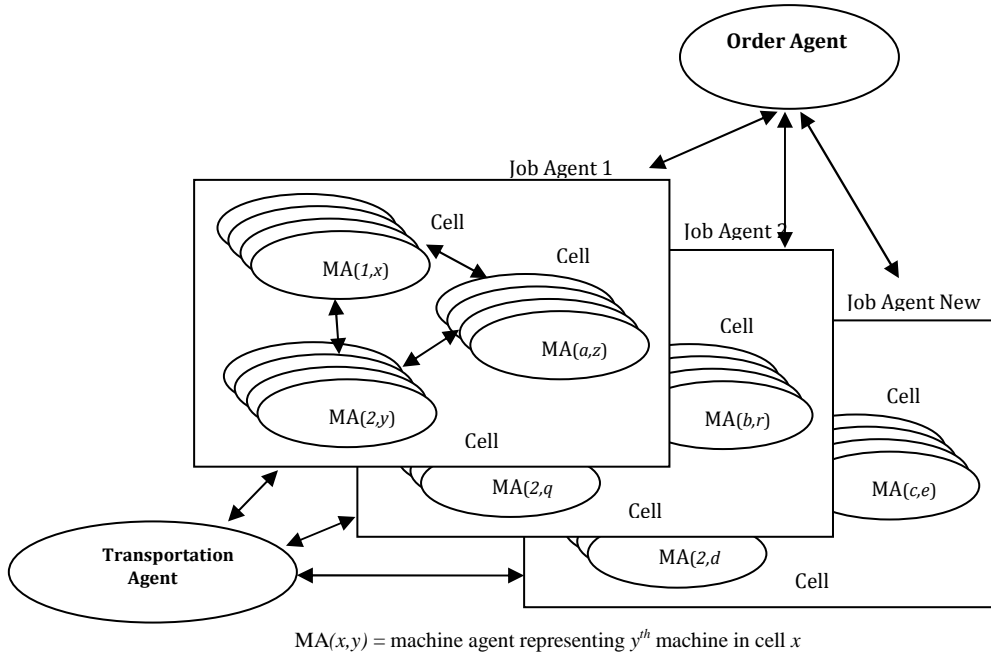 Order Agent
Job Agent 1
Cell
Job Agent 2
MA(1,x)
Cell
Job Agent New
Cell
MA(a,z)
Cell
MA(2,y)
MA(b,r)
Cell
MA(2,q
MA(c,e)
Cell
Transportation
Agent
MA(2,d
Cell
MA(x,y) = machine agent representing yth machine in cell x